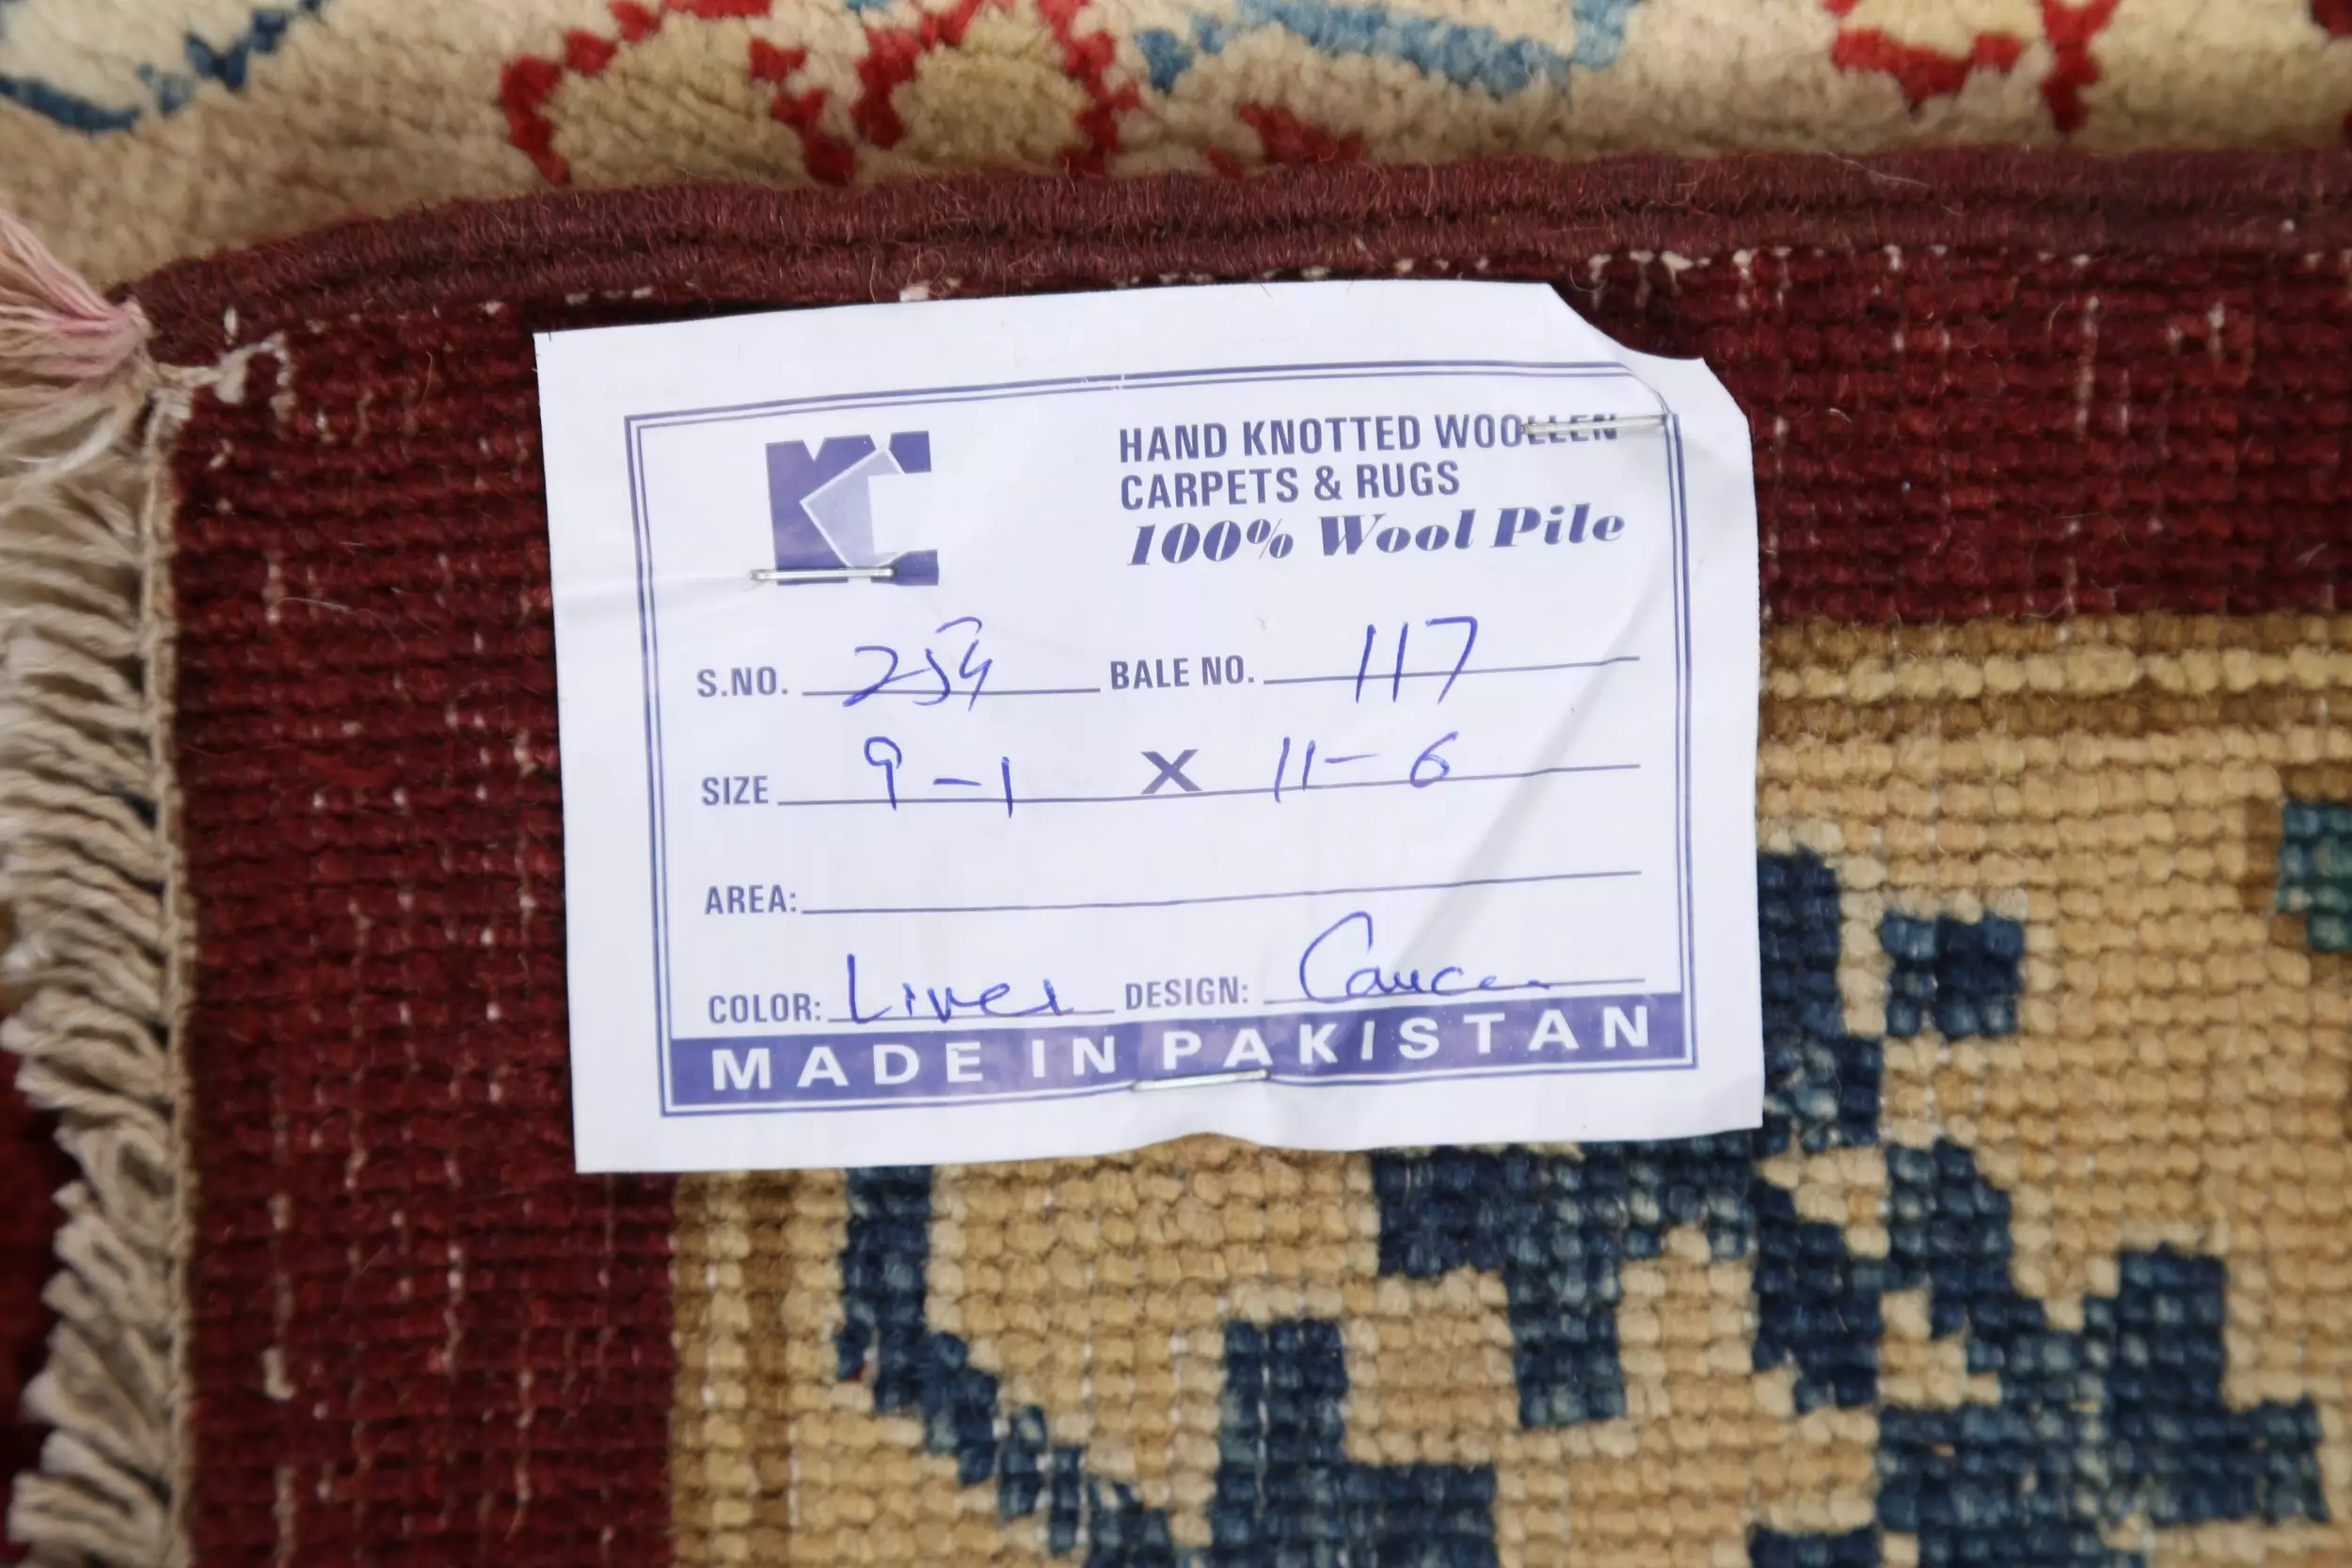 KC
HAND KNOTTED WOOLLEN
CARPETS & RUGS
100% Wool Pile
S.NO. 254 BALE NO. 117
SIZE 9-1 X 11-6
AREA:
COLOR: Liver DESIGN:
MADE IN PAKISTAN